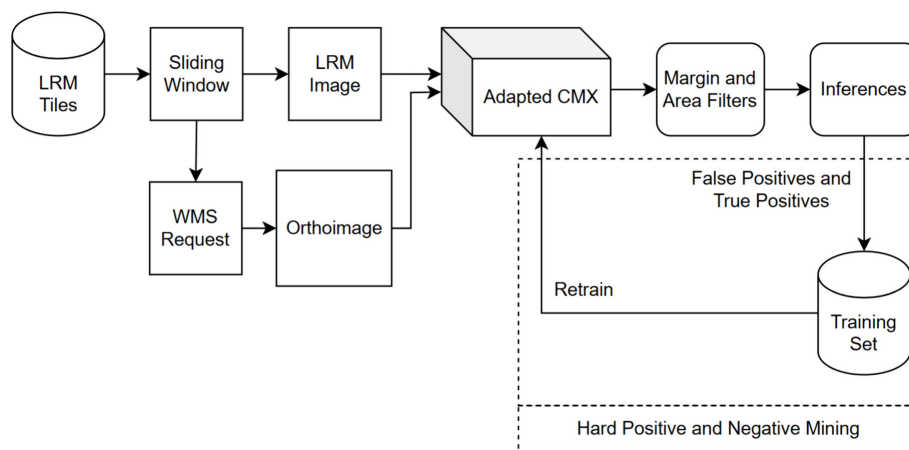 LRM
Tiles
Sliding
Window
LRM
Image
Adapted CMX
Margin and
Area Filters
Inferences
WMS
Request
Orthoimage
False Positives and
True Positives
Retrain
Training
Set
Hard Positive and Negative Mining